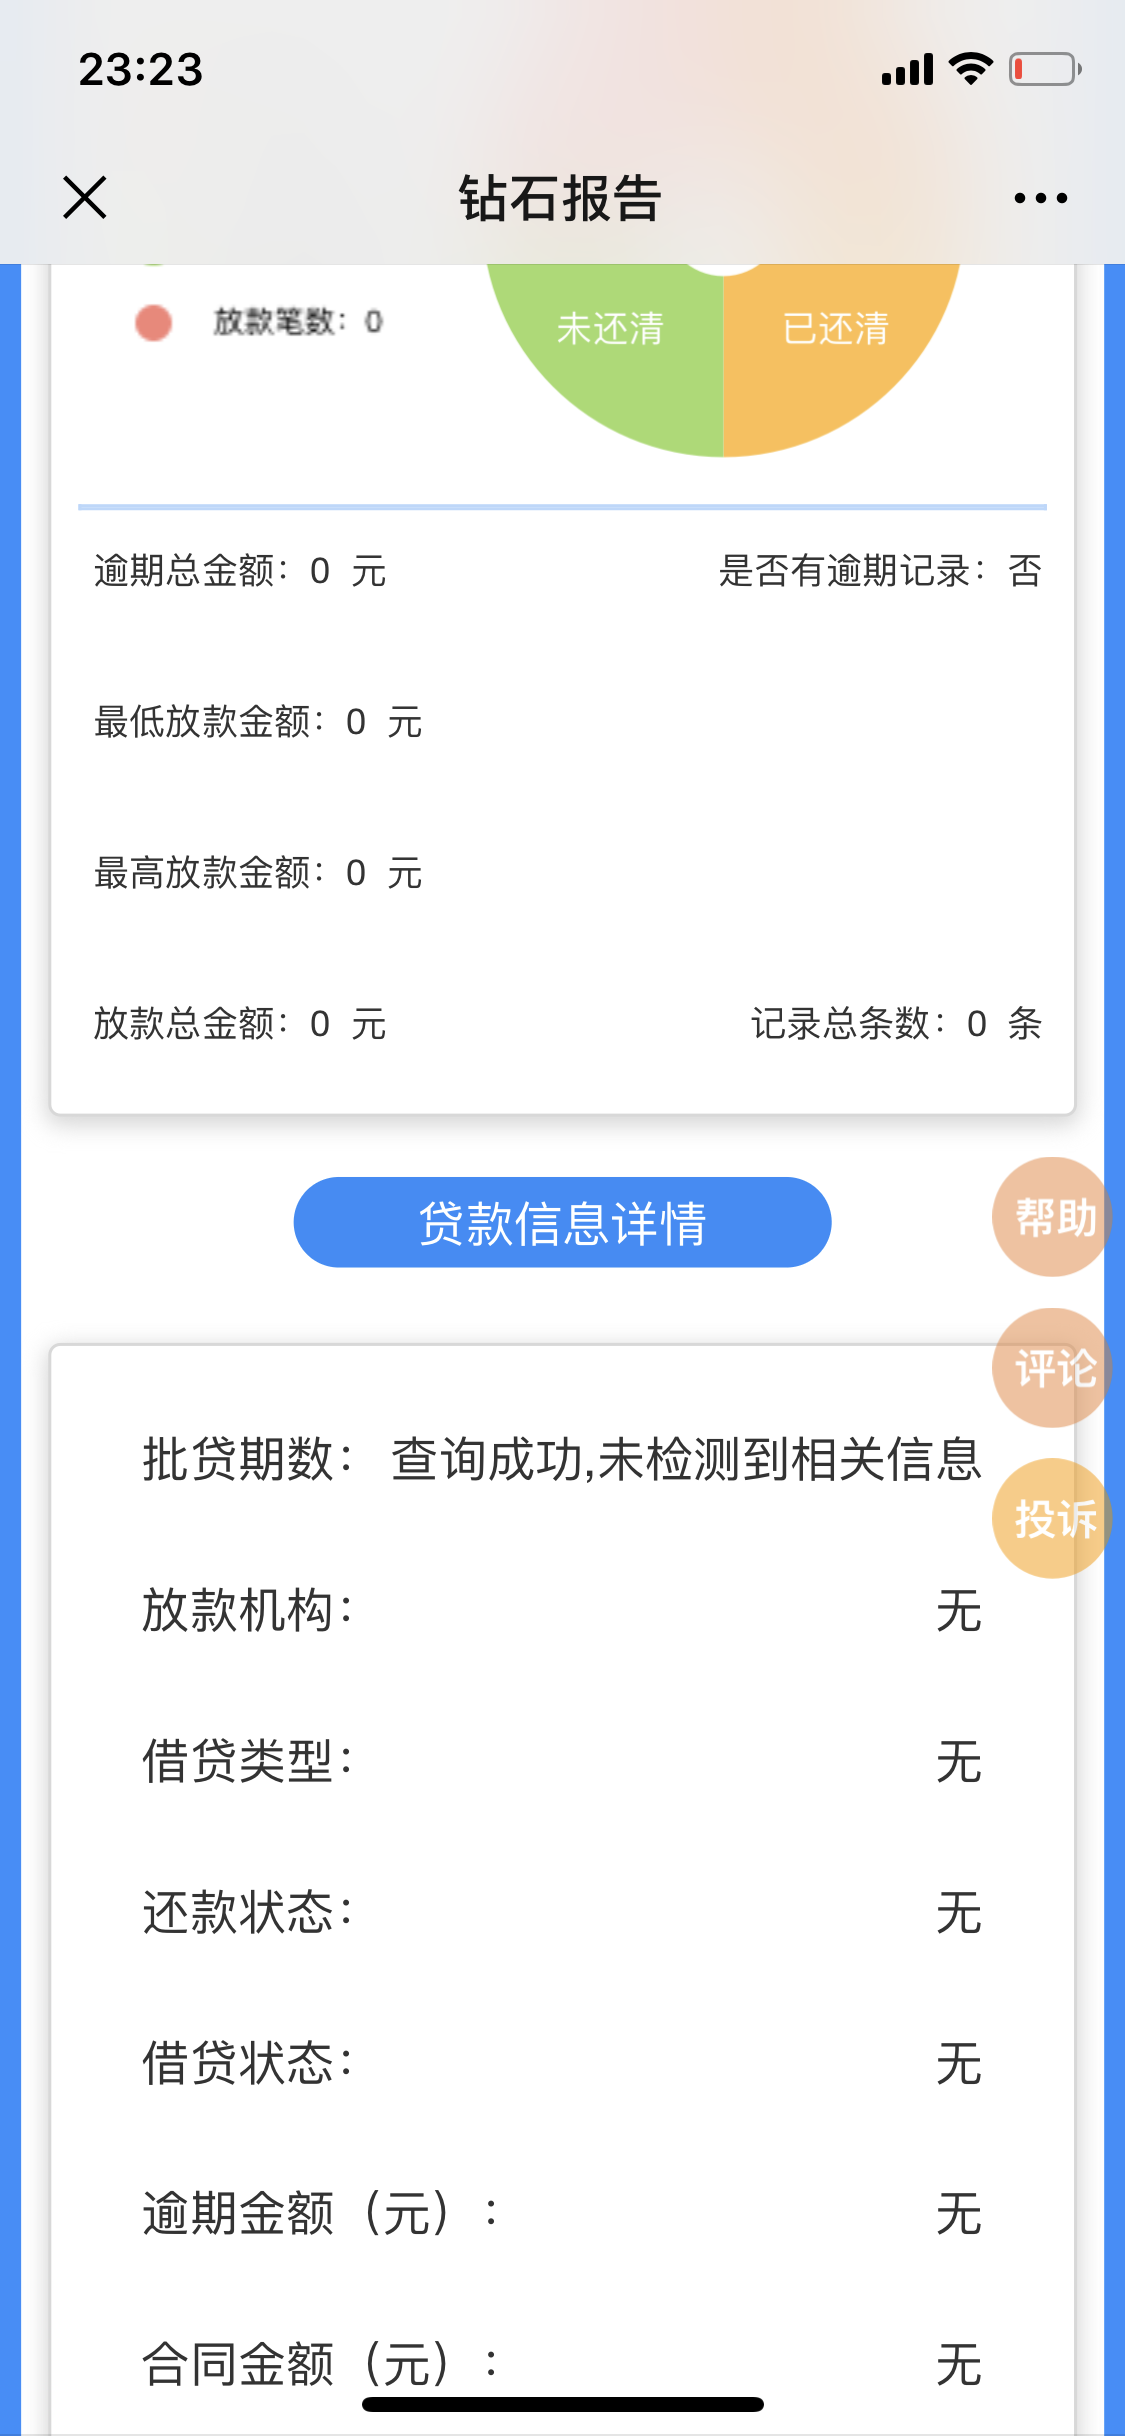 23:23
钻石报告
放款笔数：0
未还清
已还清
逾期总金额：0 元
是否有逾期记录：否
最低放款金额：0 元
最高放款金额：0 元
放款总金额：0 元
记录总条数：0 条
贷款信息详情
帮助
评论
批贷期数：查询成功,未检测到相关信息
投诉
放款机构：无
借贷类型：无
还款状态：无
借贷状态：无
逾期金额（元）：无
合同金额（元）：无